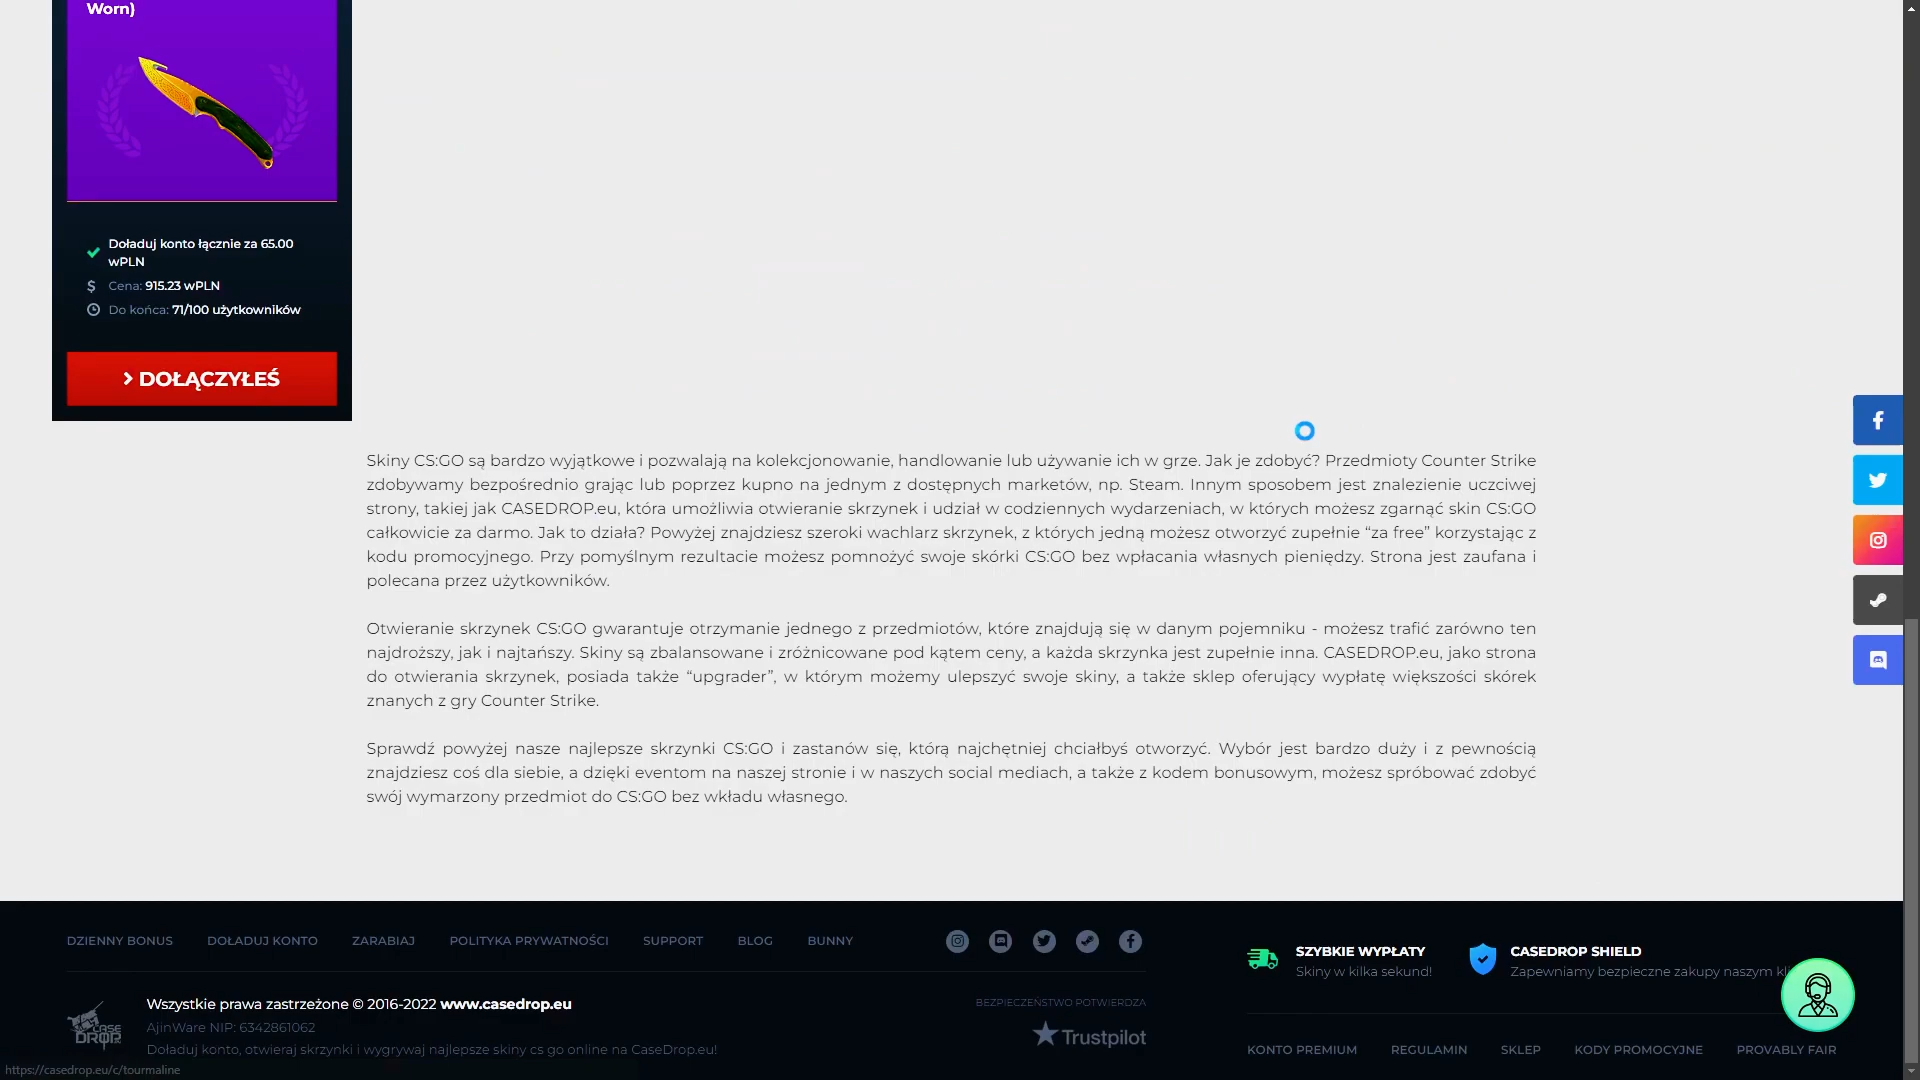 Worn)
Doładuj konto łącznie za 65.00
wPLN
Cena: 915.23 wPLN
Do końca: 71/100 użytkowników
DOŁĄCZYŁEŚ
Skiny CS:GO są bardzo wyjątkowe i pozwalają na kolekcjonowanie, handlowanie lub używanie ich w grze. Jak je zdobyć? Przedmioty Counter Strike
zdobywamy bezpośrednio grając lub poprzez kupno na jednym z dostępnych marketów, np. Steam. Innym sposobem jest znalezienie uczciwej
strony, takiej jak CASEDROP.eu, która umożliwia otwieranie skrzynek i udział w codziennych wydarzeniach, w których możesz zgarnąć skin CS:GO
całkowicie za darmo. Jak to działa? Powyżej znajdziesz szeroki wachlarz skrzynek, z których jedną możesz otworzyć zupełnie “za free” korzystając z
kodu promocyjnego. Przy pomyślnym rezultacie możesz pomnożyć swoje skórki CS:GO bez wpłacania własnych pieniędzy. Strona jest zaufana i
polecana przez użytkowników.
Otwieranie skrzynek CS:GO gwarantuje otrzymanie jednego z przedmiotów, które znajdują się w danym pojemniku - możesz trafić zarówno ten
najdroższy, jak i najtańszy. Skiny są zbalansowane i zróżnicowane pod kątem ceny, a każda skrzynka jest zupełnie inna. CASEDROP.eu, jako strona
do otwierania skrzynek, posiada także “upgrader”, w którym możemy ulepszyć swoje skiny, a także sklep oferujący wypłatę większości skórek
znanych z gry Counter Strike.
Sprawdź powyżej nasze najlepsze skrzynki CS:GO i zastanów się, którą najchętniej chciałbyś otworzyć. Wybór jest bardzo duży i z pewnością
znajdziesz coś dla siebie, a dzięki eventom na naszej stronie i w naszych social mediach, a także z kodem bonusowym, możesz spróbować zdobyć
swój wymarzony przedmiot do CS:GO bez wkładu własnego.
DZIENNY BONUS DOŁADUJ KONTO ZARABIAJ POLITYKA PRYWATNOŚCI SUPPORT BLOG BUNNY
CASE
DROP
Wszystkie prawa zastrzeżone © 2016-2022 www.casedrop.eu
AjinWare NIP: 6342861062
Doładuj konto, otwieraj skrzynki i wygrywaj najlepsze skiny cs go online na CaseDrop.eu!
BEZPIECZEŃSTWO POTWIERDZA
Trustpilot
SZYBKIE WYPŁATY
Skiny w kilka sekund!
CASEDROP SHIELD
Zapewniamy bezpieczne zakupy naszym
KONTO PREMIUM REGULAMIN SKLEP KODY PROMOCYJNE PROVABLY FAIR
https://casedrop.eu/c/tourmaline